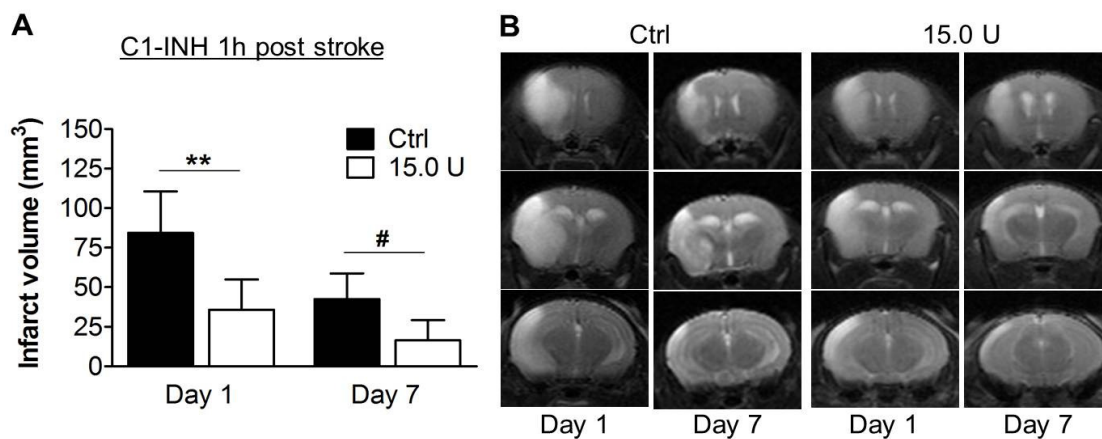 A
C1-INH 1h post stroke
Infarct volume (mm³)
150
125
100
75
50
25
0
**
#
Ctrl
15.0 U
Day 1
Day 7
B
Ctrl
15.0 U
Day 1
Day 7
Day 1
Day 7